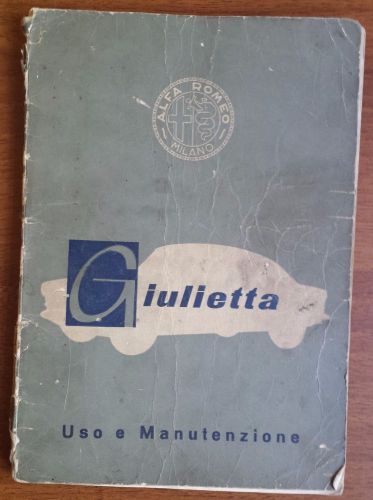 ALFA ROMEO
MILANO
Giulietta
Uso e Manutenzione